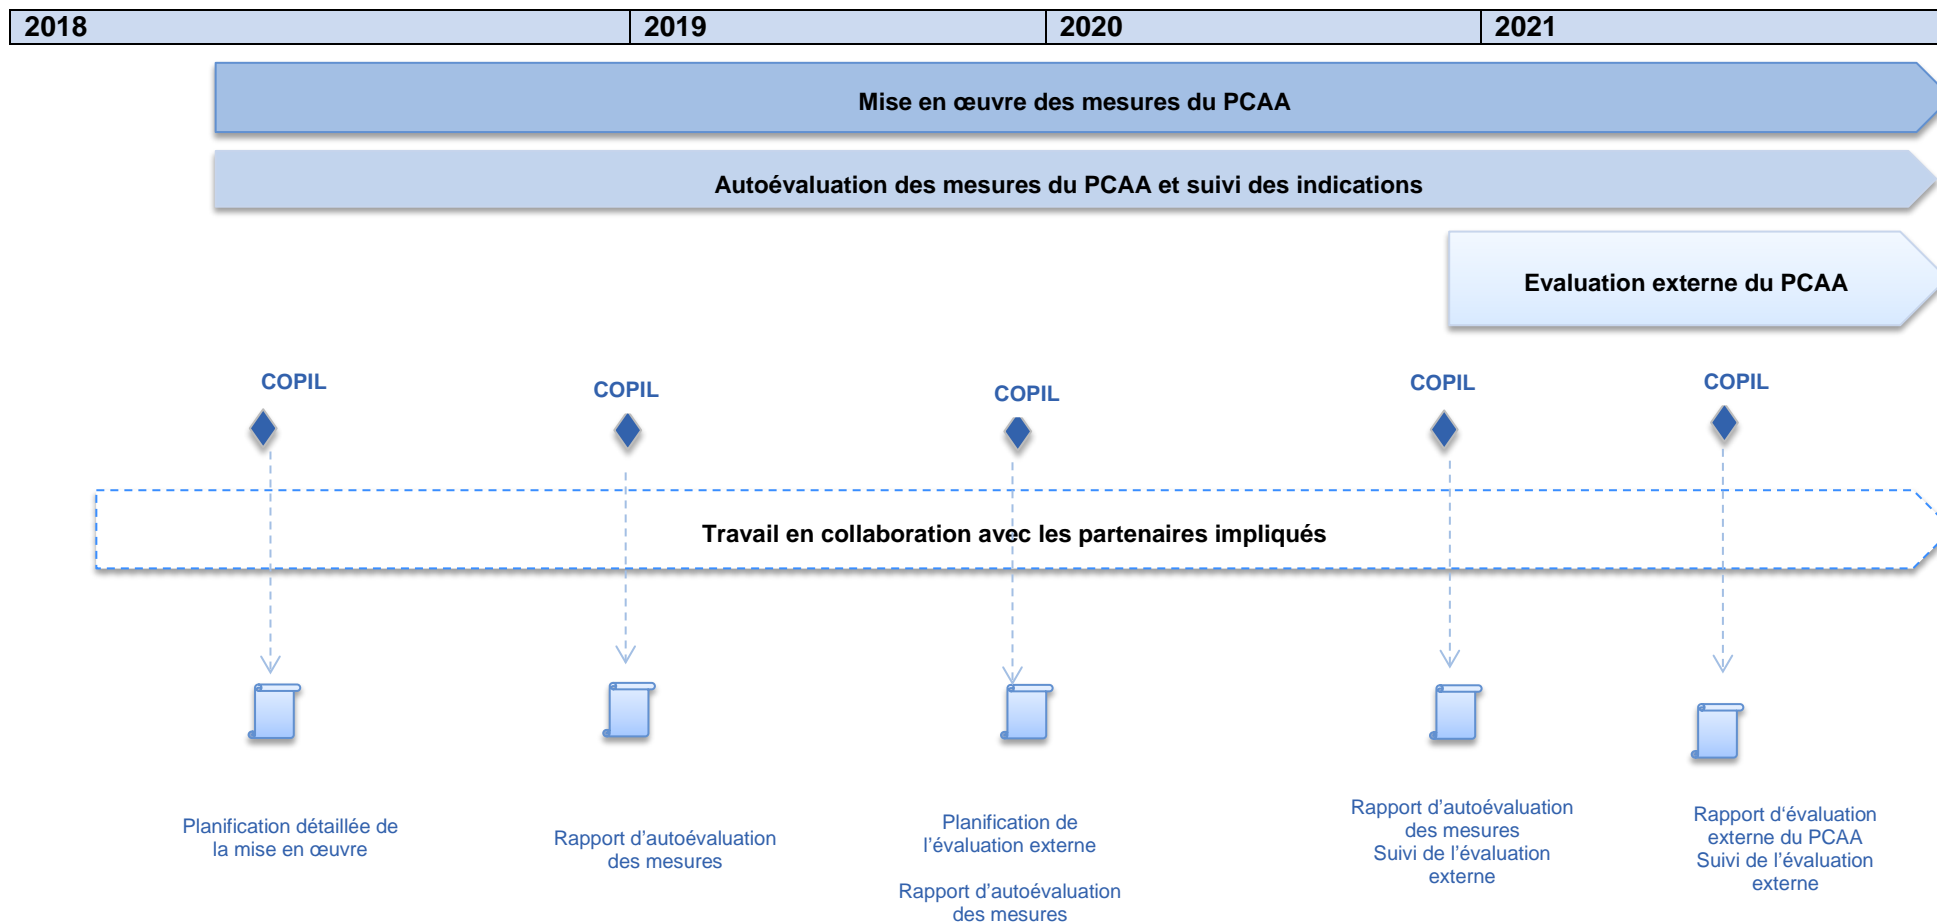 2018 2019 2020 2021
Mise en œuvre des mesures du PCAA
Autoévaluation des mesures du PCAA et suivi des indications
Evaluation externe du PCAA
COPIL COPIL COPIL COPIL COPIL
Travail en collaboration avec les partenaires impliqués
Planification détaillée de
la mise en œuvre
Rapport d'autoévaluation
des mesures
Planification de
l'évaluation externe
Rapport d'autoévaluation
des mesures
Rapport d'autoévaluation
des mesures
Suivi de l'évaluation
externe
Rapport d'évaluation
externe du PCAA
Suivi de l'évaluation
externe